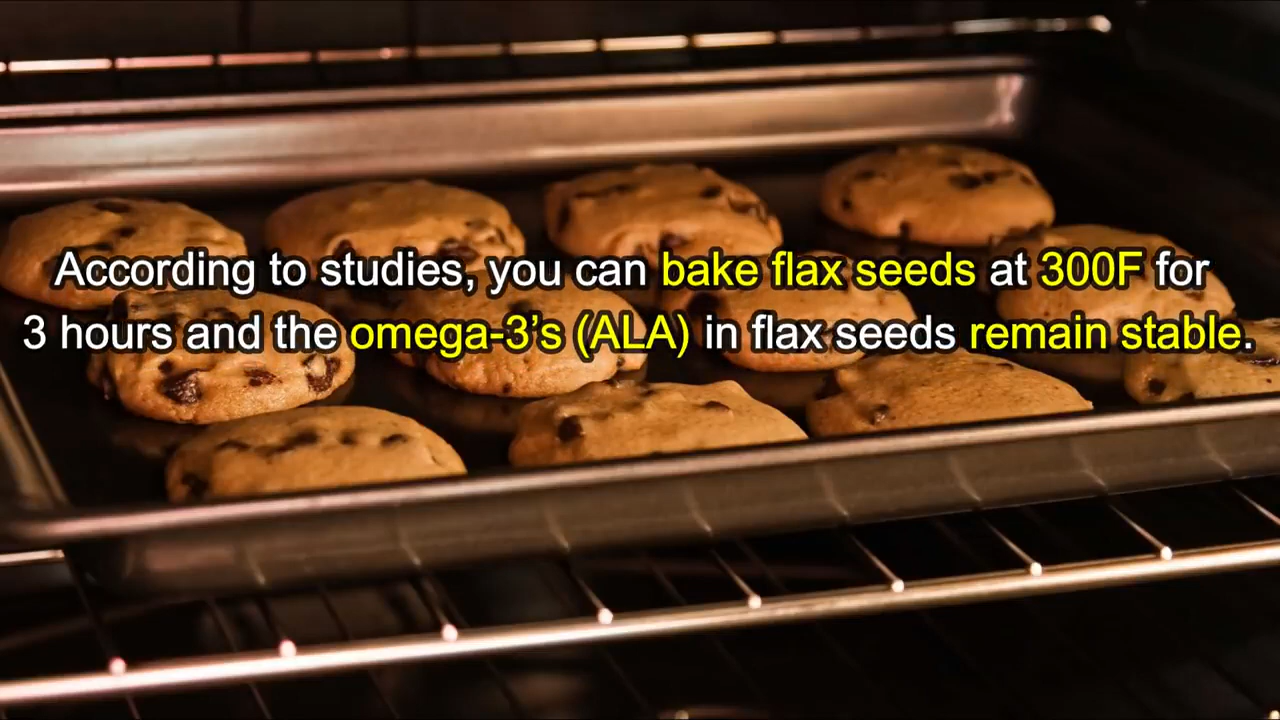 According to studies, you can bake flax seeds at 300F for
3 hours and the omega-3’s (ALA) in flax seeds remain stable.